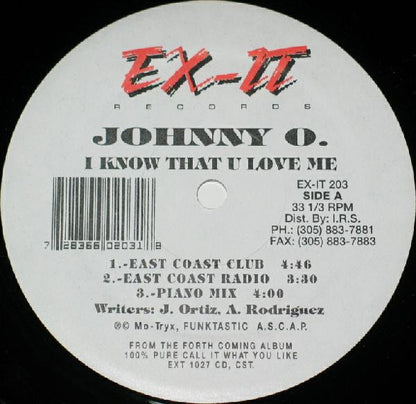 EX-IT
RECORDS
JOHNNY O.
I KNOW THAT U LOVE ME
EX-IT 203
SIDE A
33 1/3 RPM
Dist. By: I.R.S.
PH.: (305) 883-7881
FAX: (305) 883-7883
7 28366 02031 8
1.-EAST COAST CLUB 4:46
2.-EAST COAST RADIO 3:30
3.-PIANO MIX 4:00
Writers: J. Ortiz, A. Rodriguez
℗© Mo-Tryx, FUNKTASTIC A.S.C.A.P.
FROM THE FORTH COMING ALBUM
100% PURE CALL IT WHAT YOU LIKE
EXT 1027 CD, CST.